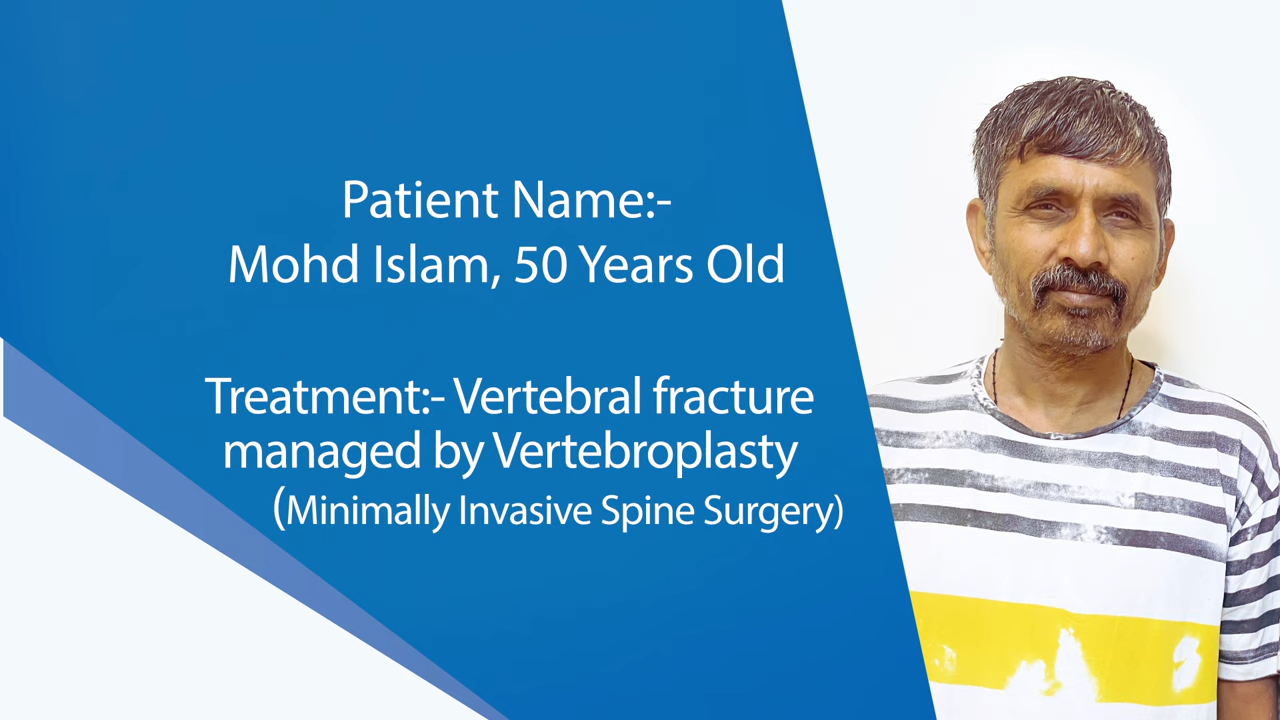 Patient Name:-
Mohd Islam, 50 Years Old
Treatment:- Vertebral fracture
managed by Vertebroplasty
(Minimally Invasive Spine Surgery)